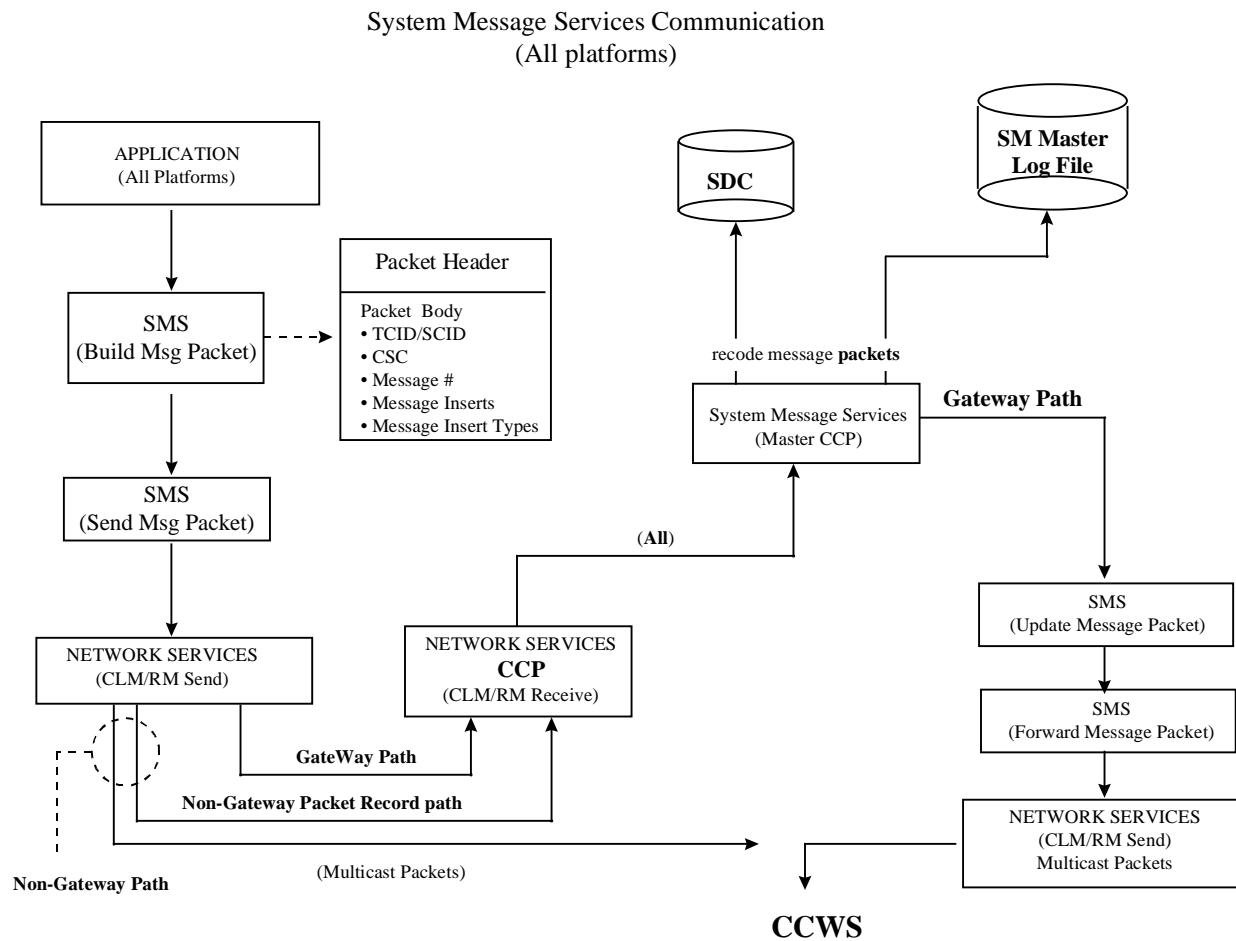 System Message Services Communication
(All platforms)
APPLICATION
(All Platforms)
SMS
(Build Msg Packet)
Packet Header
Packet Body
• TCID/SCID
• CSC
• Message #
• Message Inserts
• Message Insert Types
SMS
(Send Msg Packet)
NETWORK SERVICES
(CLM/RM Send)
Non-Gateway Path
GateWay Path
Non-Gateway Packet Record path
(Multicast Packets)
NETWORK SERVICES
CCP
(CLM/RM Receive)
(All)
SDC
SM Master
Log File
recode message packets
System Message Services
(Master CCP)
Gateway Path
SMS
(Update Message Packet)
SMS
(Forward Message Packet)
NETWORK SERVICES
(CLM/RM Send)
Multicast Packets
CCWS